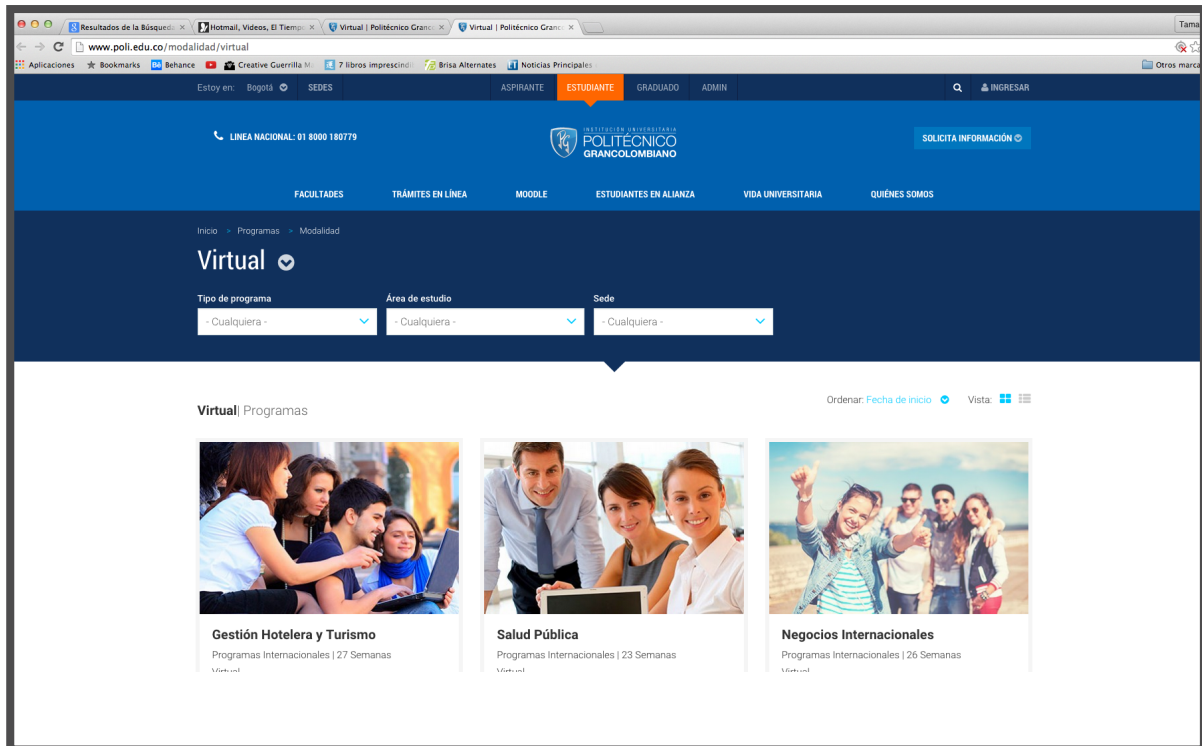 Resultados de la Búsqueda
Hotmail, Videos, El Tiempo
Virtual | Politécnico Granc
Virtual | Politécnico Granc
Tama
www.poli.edu.co/modalidad/virtual
Aplicaciones
Bookmarks
Behance
Creative Guerrilla
7 libros imprescindi
Brisa Alternates
Noticias Principales
Otros marca
Estoy en: Bogotá
SEDES
ASPIRANTE
ESTUDIANTE
GRADUADO
ADMIN
INGRESAR
LINEA NACIONAL: 01 8000 180779
INSTITUCIÓN UNIVERSITARIA
POLITÉCNICO
GRANCOLOMBIANO
SOLICITA INFORMACIÓN
FACULTADES
TRÁMITES EN LÍNEA
MOODLE
ESTUDIANTES EN ALIANZA
VIDA UNIVERSITARIA
QUIÉNES SOMOS
Inicio > Programas > Modalidad
Virtual
Tipo de programa
Área de estudio
Sede
- Cualquiera -
- Cualquiera -
- Cualquiera -
Virtual| Programas
Ordenar: Fecha de inicio
Vista:
Gestión Hotelera y Turismo
Programas Internacionales | 27 Semanas
Virtual
Salud Pública
Programas Internacionales | 23 Semanas
Virtual
Negocios Internacionales
Programas Internacionales | 26 Semanas
Virtual